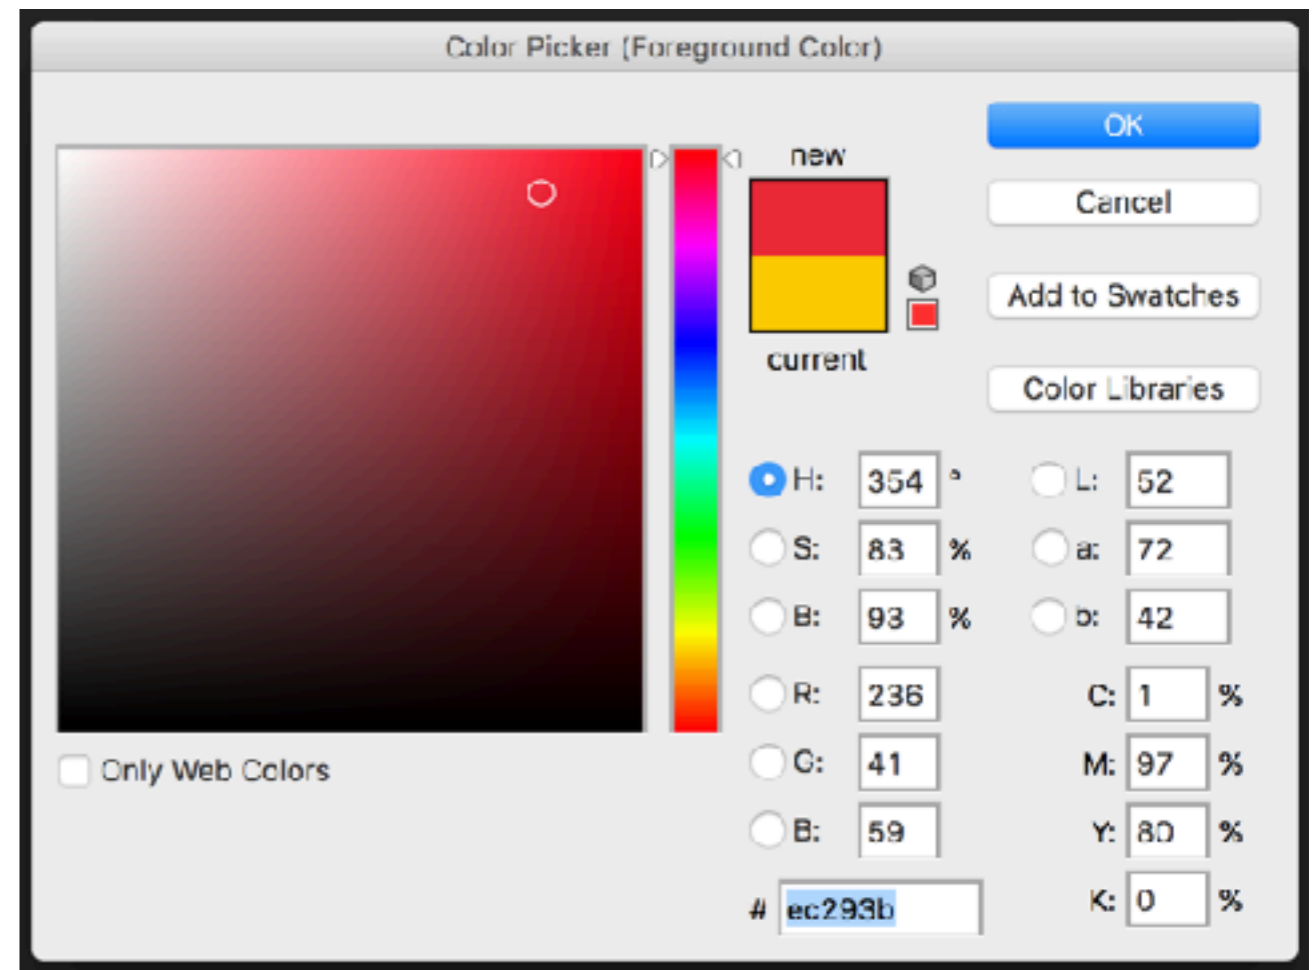 Color Picker (Foreground Color)
new
current
OK
Cancel
Add to Swatches
Color Libraries
H: 354 °
S: 83 %
B: 93 %
R: 236
G: 41
B: 59
# ec293b
L: 52
a: 72
b: 42
C: 1 %
M: 97 %
Y: 80 %
K: 0 %
Only Web Colors